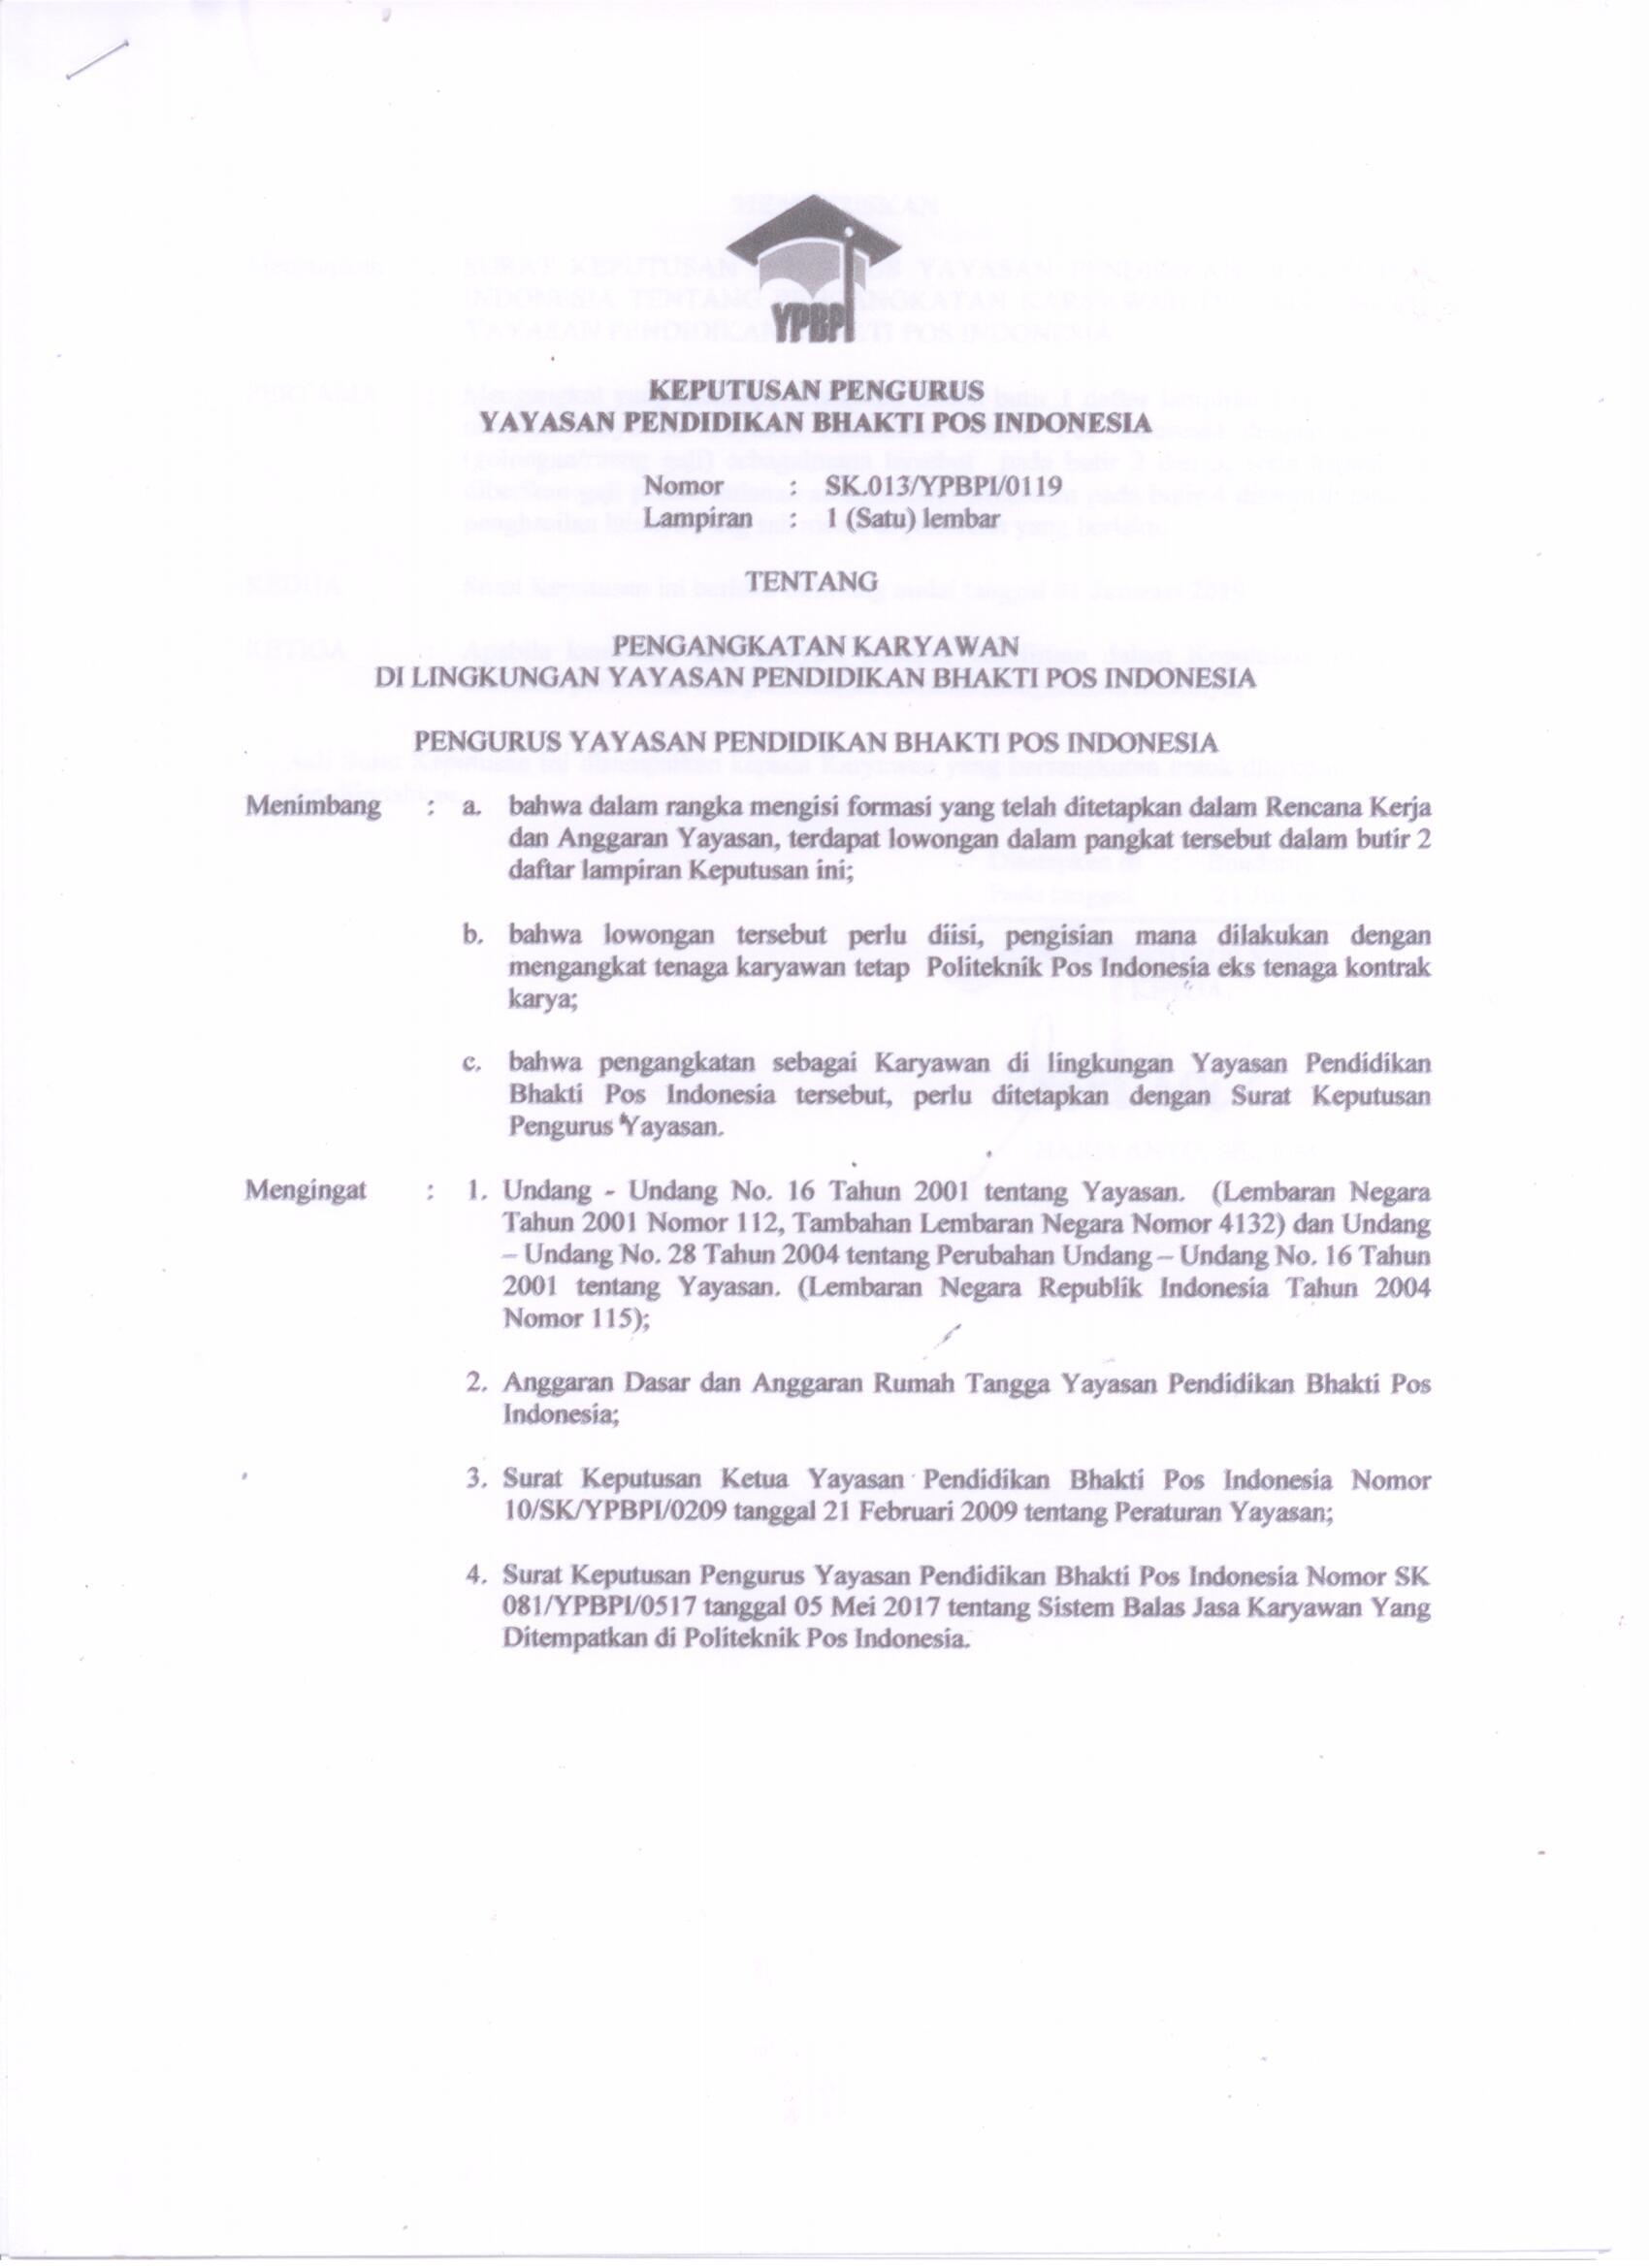 YPBPI
KEPUTUSAN PENGURUS
YAYASAN PENDIDIKAN BHAKTI POS INDONESIA
Nomor : SK.013/YPBPI/0119
Lampiran : 1 (Satu) lembar
TENTANG
PENGANGKATAN KARYAWAN
DI LINGKUNGAN YAYASAN PENDIDIKAN BHAKTI POS INDONESIA
PENGURUS YAYASAN PENDIDIKAN BHAKTI POS INDONESIA
Menimbang : a. bahwa dalam rangka mengisi formasi yang telah ditetapkan dalam Rencana Kerja
dan Anggaran Yayasan, terdapat lowongan dalam pangkat tersebut dalam butir 2
daftar lampiran Keputusan ini;
b. bahwa lowongan tersebut perlu diisi, pengisian mana dilakukan dengan
mengangkat tenaga karyawan tetap Politeknik Pos Indonesia eks tenaga kontrak
karya;
c. bahwa pengangkatan sebagai Karyawan di lingkungan Yayasan Pendidikan
Bhakti Pos Indonesia tersebut, perlu ditetapkan dengan Surat Keputusan
Pengurus Yayasan.
Mengingat : 1. Undang - Undang No. 16 Tahun 2001 tentang Yayasan. (Lembaran Negara
Tahun 2001 Nomor 112, Tambahan Lembaran Negara Nomor 4132) dan Undang
– Undang No. 28 Tahun 2004 tentang Perubahan Undang – Undang No. 16 Tahun
2001 tentang Yayasan. (Lembaran Negara Republik Indonesia Tahun 2004
Nomor 115);
2. Anggaran Dasar dan Anggaran Rumah Tangga Yayasan Pendidikan Bhakti Pos
Indonesia;
3. Surat Keputusan Ketua Yayasan Pendidikan Bhakti Pos Indonesia Nomor
10/SK/YPBPI/0209 tanggal 21 Februari 2009 tentang Peraturan Yayasan;
4. Surat Keputusan Pengurus Yayasan Pendidikan Bhakti Pos Indonesia Nomor SK
081/YPBPI/0517 tanggal 05 Mei 2017 tentang Sistem Balas Jasa Karyawan Yang
Ditempatkan di Politeknik Pos Indonesia.